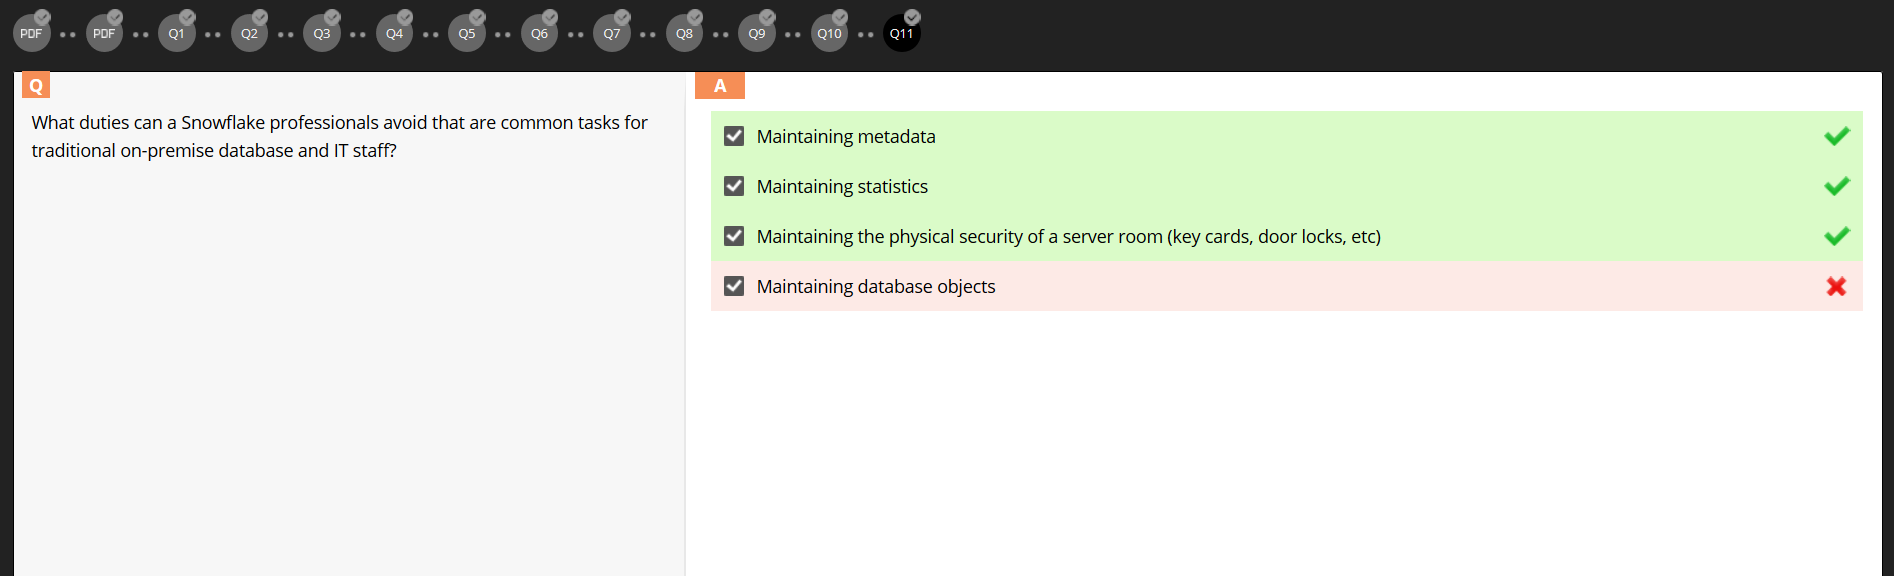 PDF
PDF
Q1
Q2
Q3
Q4
Q5
Q6
Q7
Q8
Q9
Q10
Q11
Q
What duties can a Snowflake professionals avoid that are common tasks for
traditional on-premise database and IT staff?
A
Maintaining metadata
Maintaining statistics
Maintaining the physical security of a server room (key cards, door locks, etc)
Maintaining database objects